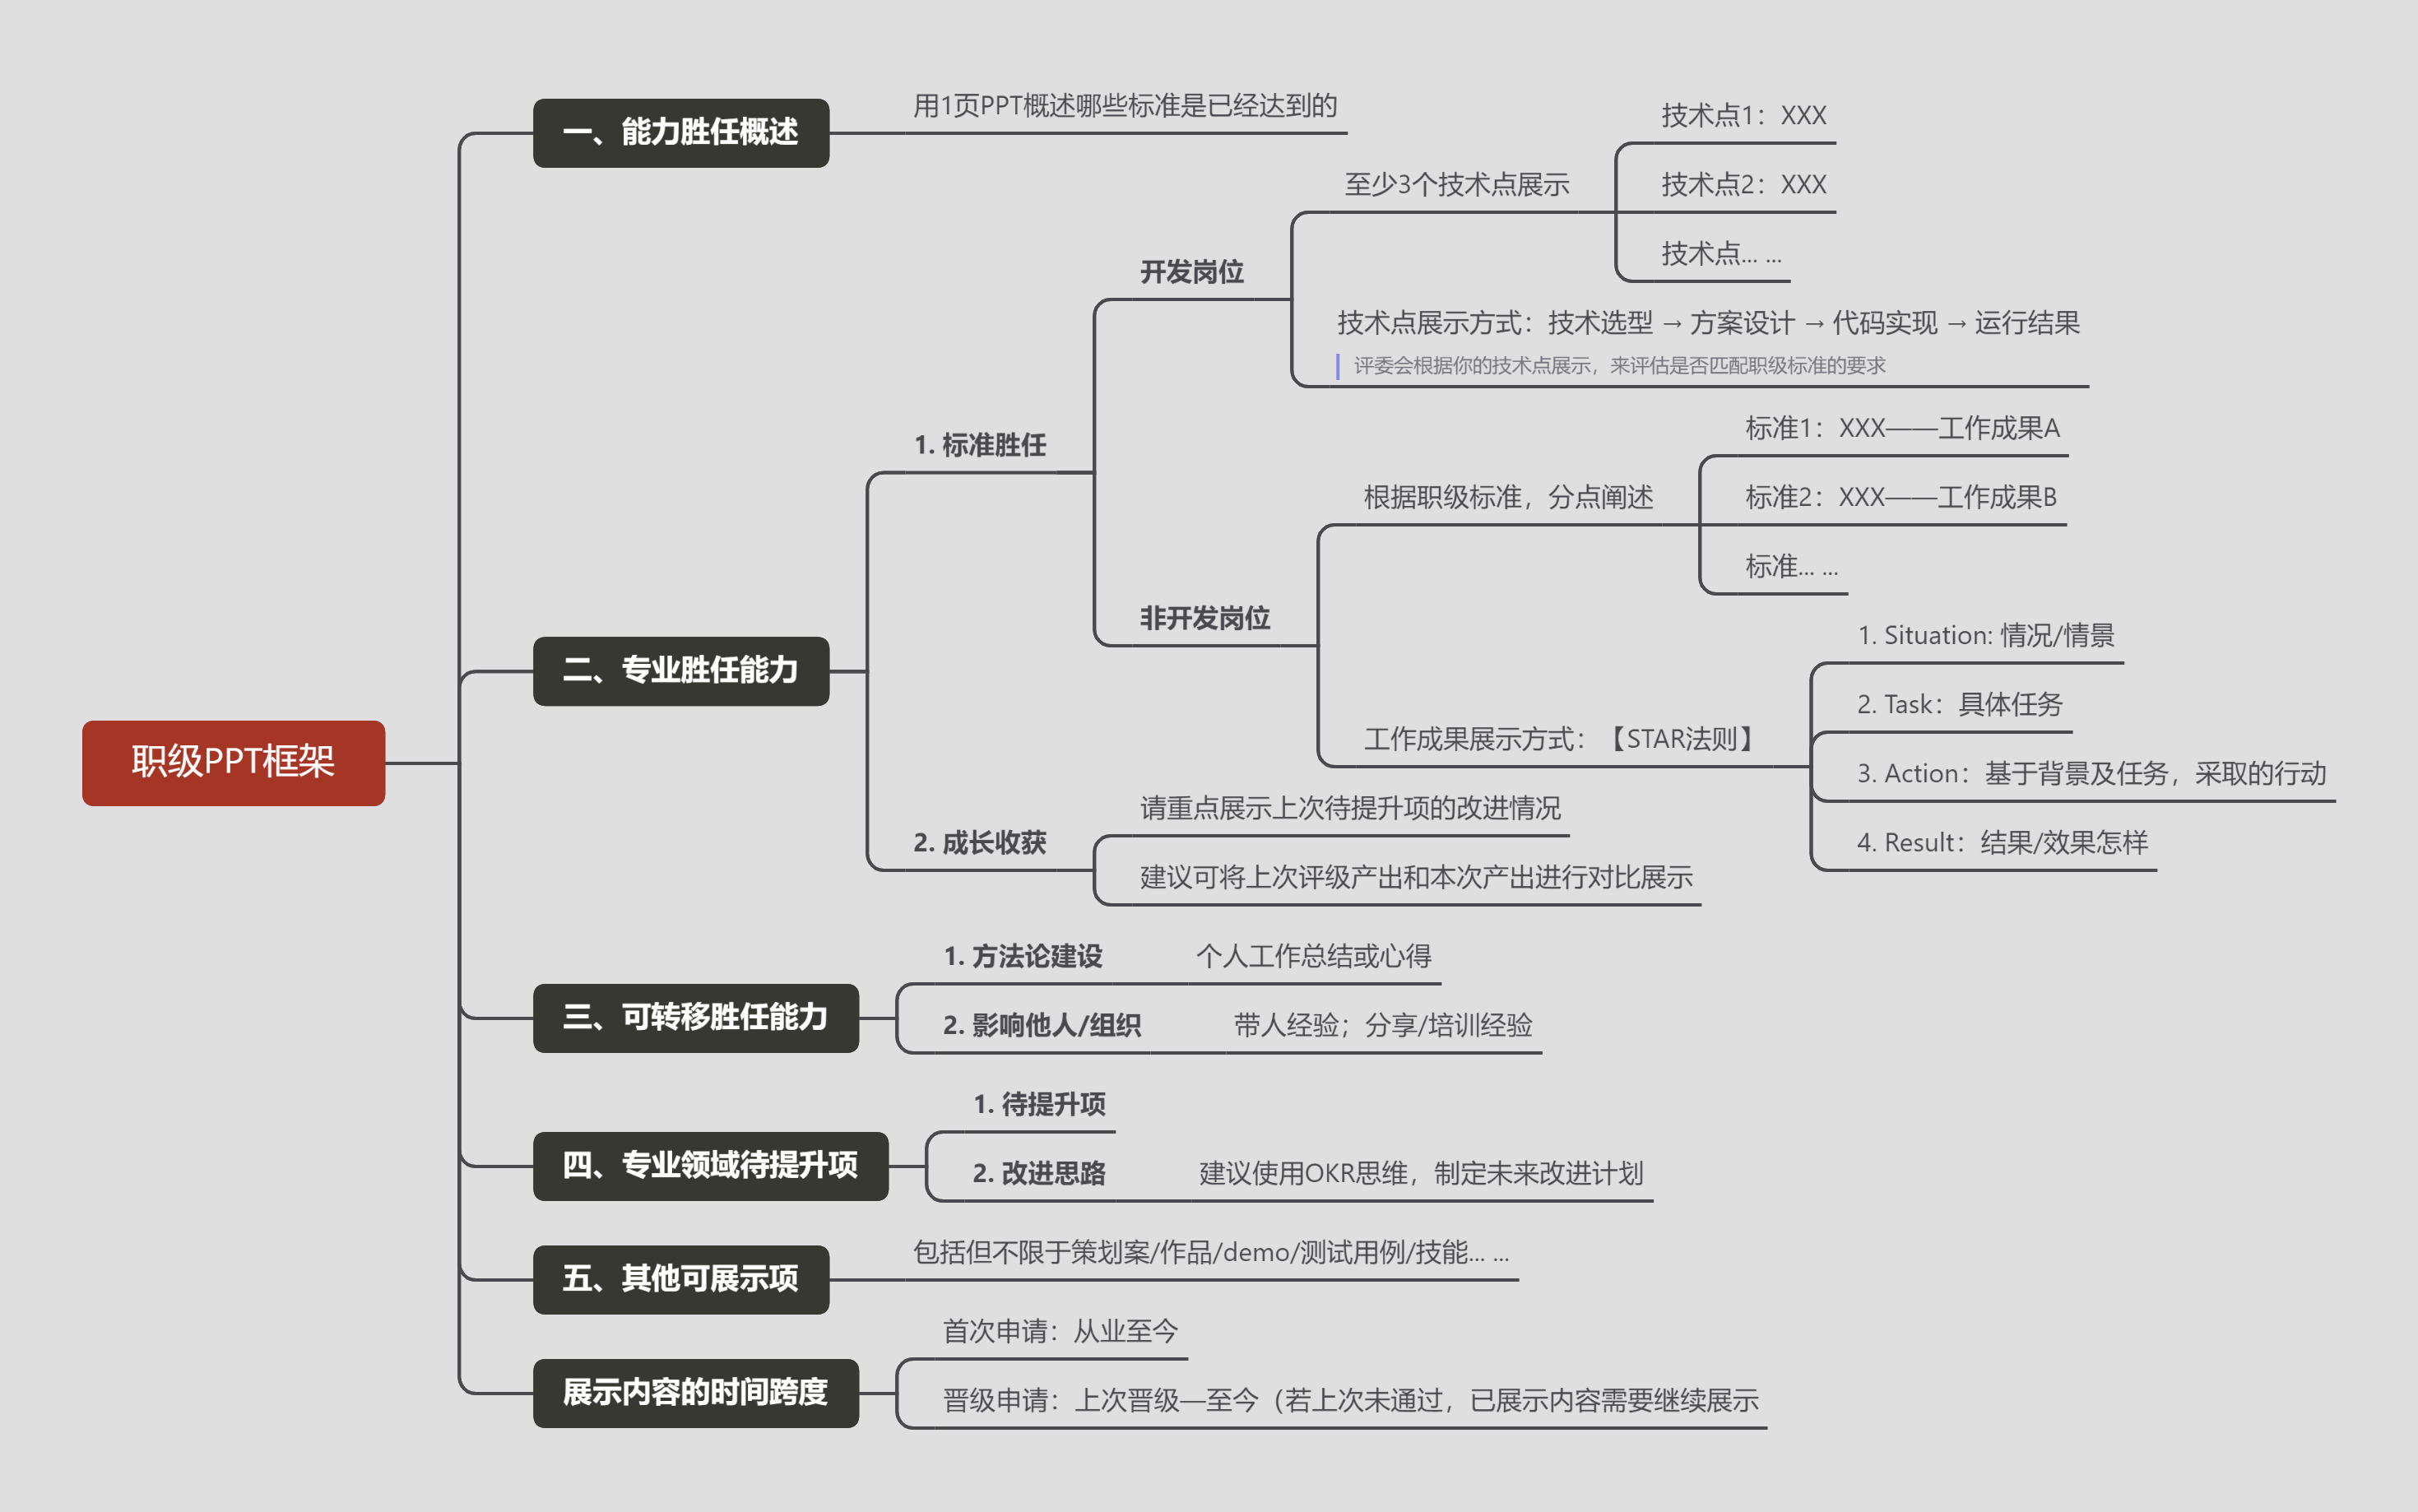 职级PPT框架
一、能力胜任概述
用1页PPT概述哪些标准是已经达到的
二、专业胜任能力
1. 标准胜任
开发岗位
至少3个技术点展示
技术点1：XXX
技术点2：XXX
技术点... ...
技术点展示方式：技术选型 → 方案设计 → 代码实现 → 运行结果
评委会根据你的技术点展示，来评估是否匹配职级标准的要求
非开发岗位
根据职级标准，分点阐述
标准1：XXX——工作成果A
标准2：XXX——工作成果B
标准... ...
工作成果展示方式：【STAR法则】
1. Situation: 情况/情景
2. Task：具体任务
3. Action：基于背景及任务，采取的行动
4. Result：结果/效果怎样
2. 成长收获
请重点展示上次待提升项的改进情况
建议可将上次评级产出和本次产出进行对比展示
三、可转移胜任能力
1. 方法论建设
个人工作总结或心得
2. 影响他人/组织
带人经验；分享/培训经验
四、专业领域待提升项
1. 待提升项
2. 改进思路
建议使用OKR思维，制定未来改进计划
五、其他可展示项
包括但不限于策划案/作品/demo/测试用例/技能... ...
展示内容的时间跨度
首次申请：从业至今
晋级申请：上次晋级—至今（若上次未通过，已展示内容需要继续展示